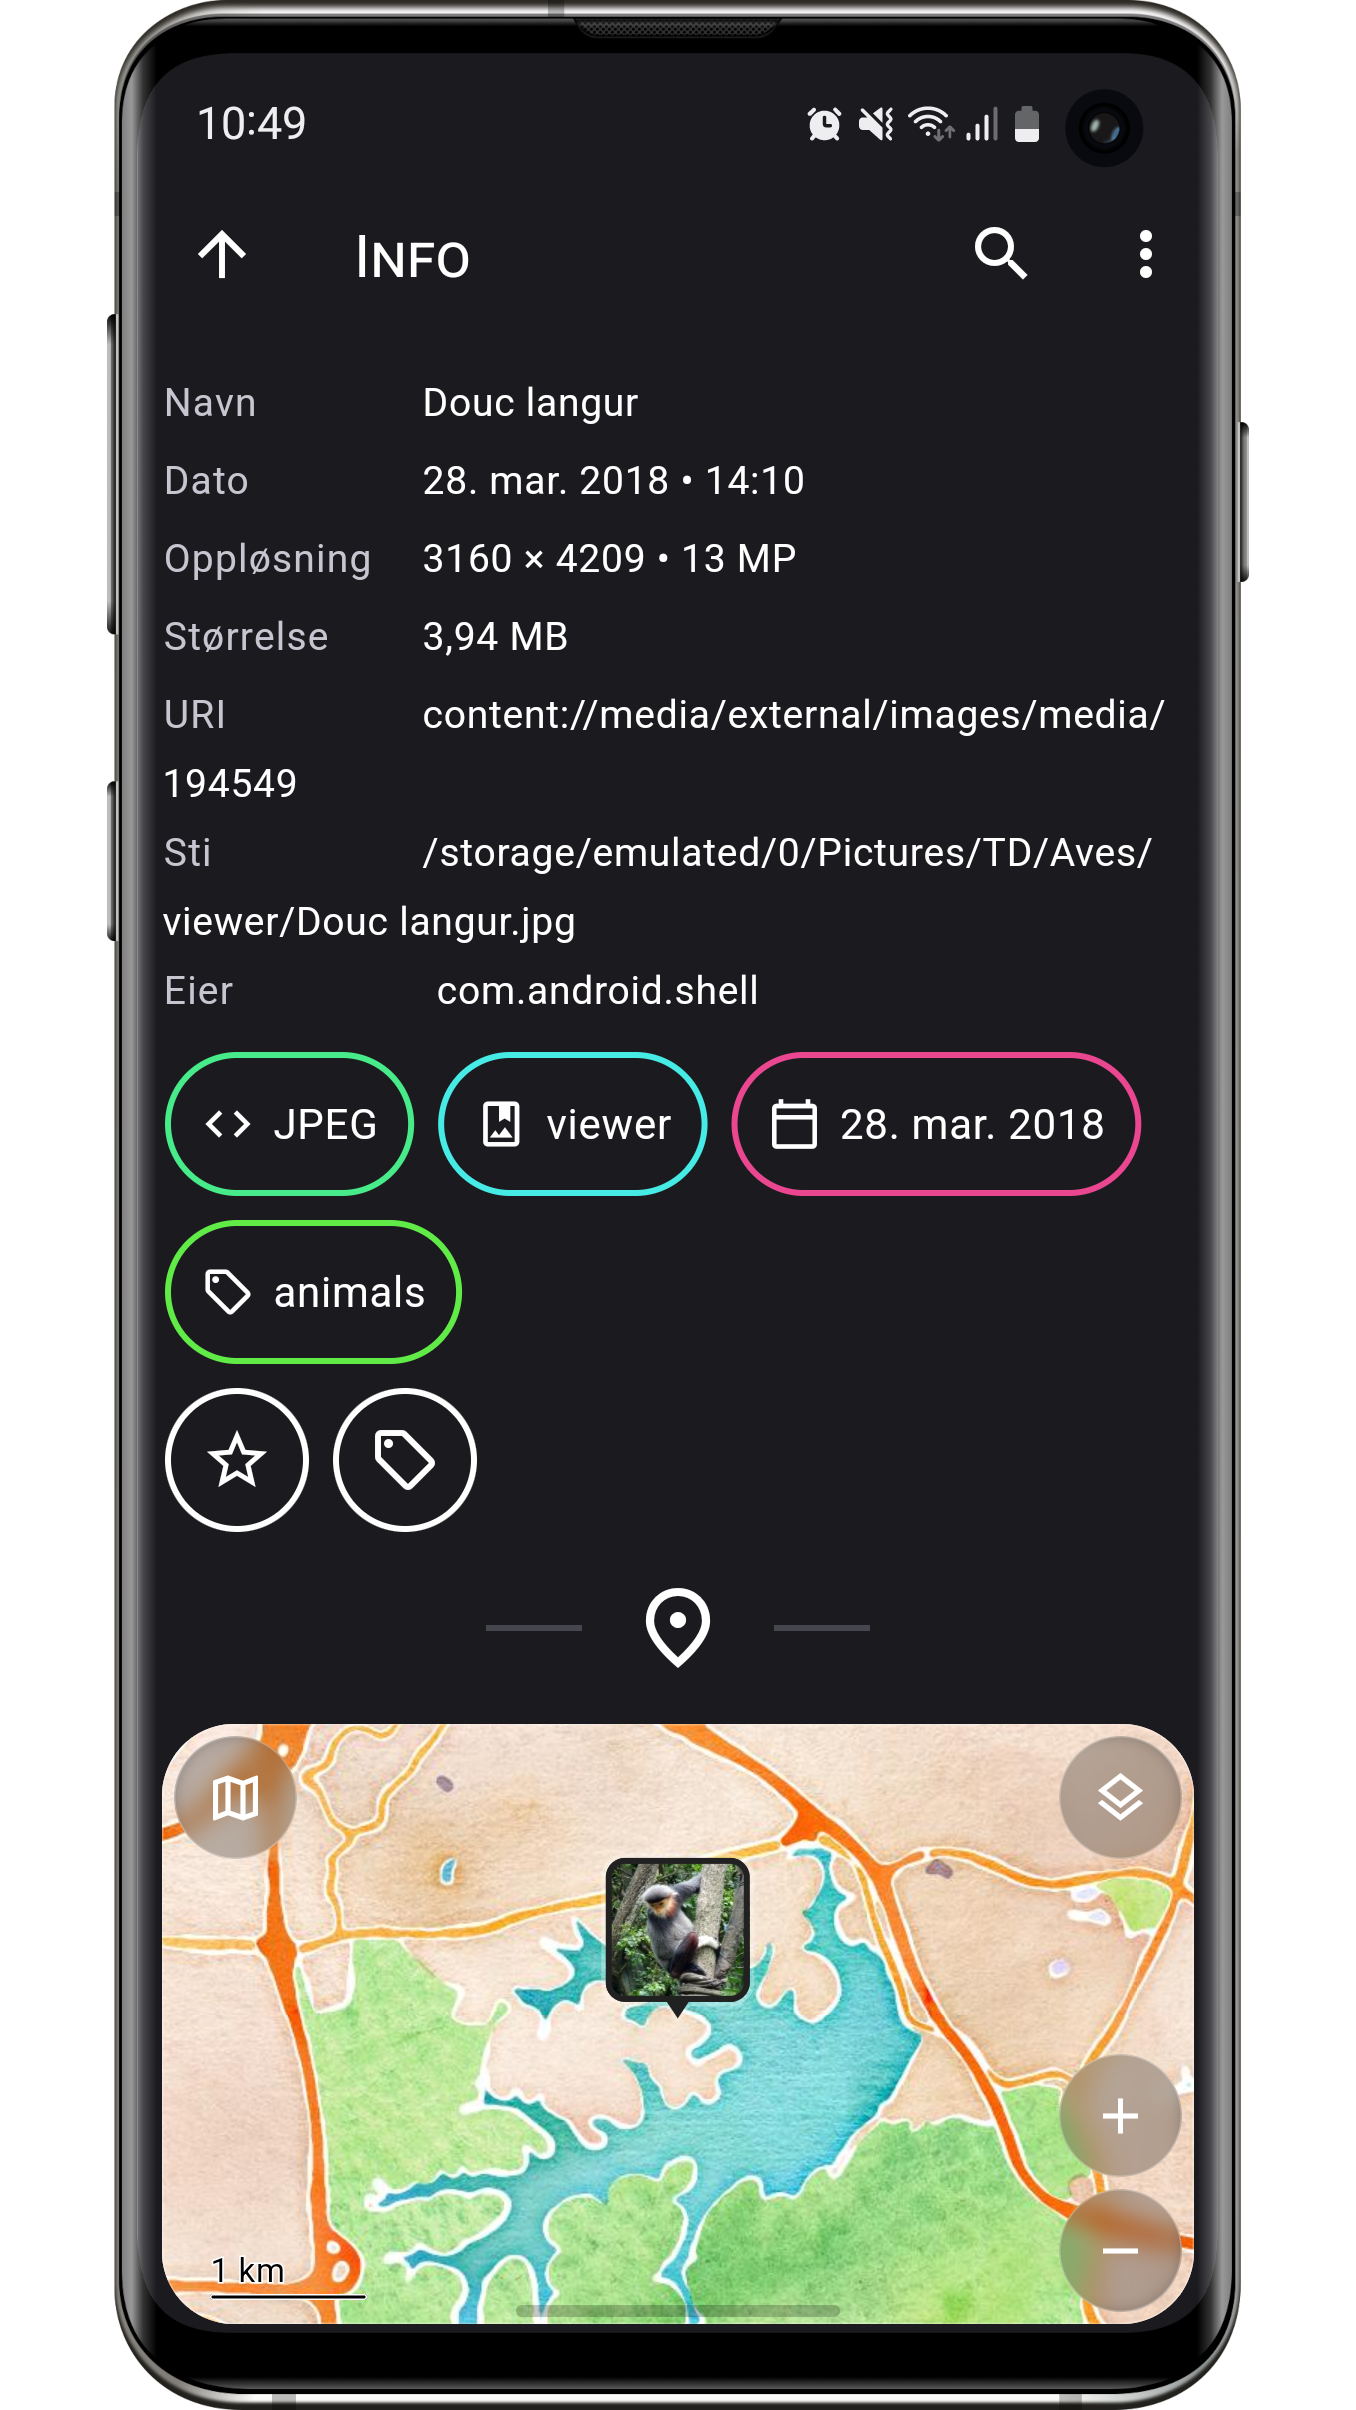 10:49
INFO
Navn Douc langur
Dato 28. mar. 2018 • 14:10
Oppløsning 3160 × 4209 • 13 MP
Størrelse 3,94 MB
URI content://media/external/images/media/
194549
Sti /storage/emulated/0/Pictures/TD/Aves/
viewer/Douc langur.jpg
Eier com.android.shell
JPEG viewer 28. mar. 2018
animals
1 km